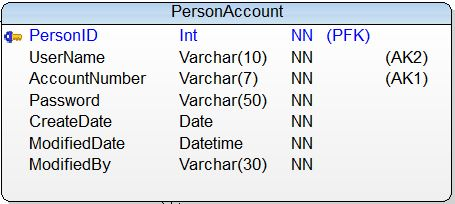 PersonAccount
PersonID Int NN (PFK)
UserName Varchar(10) NN (AK2)
AccountNumber Varchar(7) NN (AK1)
Password Varchar(50) NN
CreateDate Date NN
ModifiedDate Datetime NN
ModifiedBy Varchar(30) NN